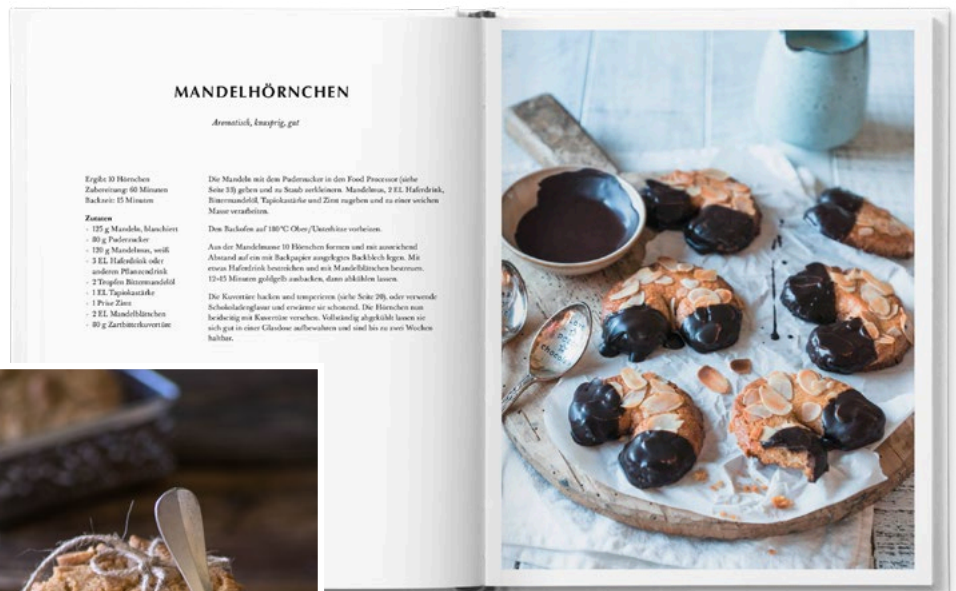 MANDELHÖRNCHEN
Aromatisch, knusprig, gut
Ergibt 10 Hörnchen
Zubereitung: 60 Minuten
Backzeit: 15 Minuten
Zutaten
· 125 g Mandeln, blanchiert
· 80 g Puderzucker
· 120 g Mandelmus, weiß
· 3 EL Haferdrink oder
anderen Pflanzendrink
· 2 Tropfen Bittermandelöl
· 1 EL Tapiokastärke
· 1 Prise Zimt
· 2 EL Mandelblättchen
· 80 g Zartbitterkuvertüre
Die Mandeln mit dem Puderzucker in den Food Processor (siehe
Seite 33) geben und zu Staub zerkleinern. Mandelmus, 2 EL Haferdrink,
Bittermandelöl, Tapiokastärke und Zimt zugeben und zu einer weichen
Masse verarbeiten.
Den Backofen auf 180 °C Ober-/Unterhitze vorheizen.
Aus der Mandelmasse 10 Hörnchen formen und mit ausreichend
Abstand auf ein mit Backpapier ausgelegtes Backblech legen. Mit
etwas Haferdrink bestreichen und mit Mandelblättchen bestreuen.
12–15 Minuten goldgelb ausbacken, dann abkühlen lassen.
Die Kuvertüre hacken und temperieren (siehe Seite 20), oder verwende
Schokoladenglasur und erwärme sie schonend. Die Hörnchen nun
beidseitig mit Kuvertüre versehen. Vollständig abgekühlt lassen sie
sich gut in einer Glasdose aufbewahren und sind bis zu zwei Wochen
haltbar.